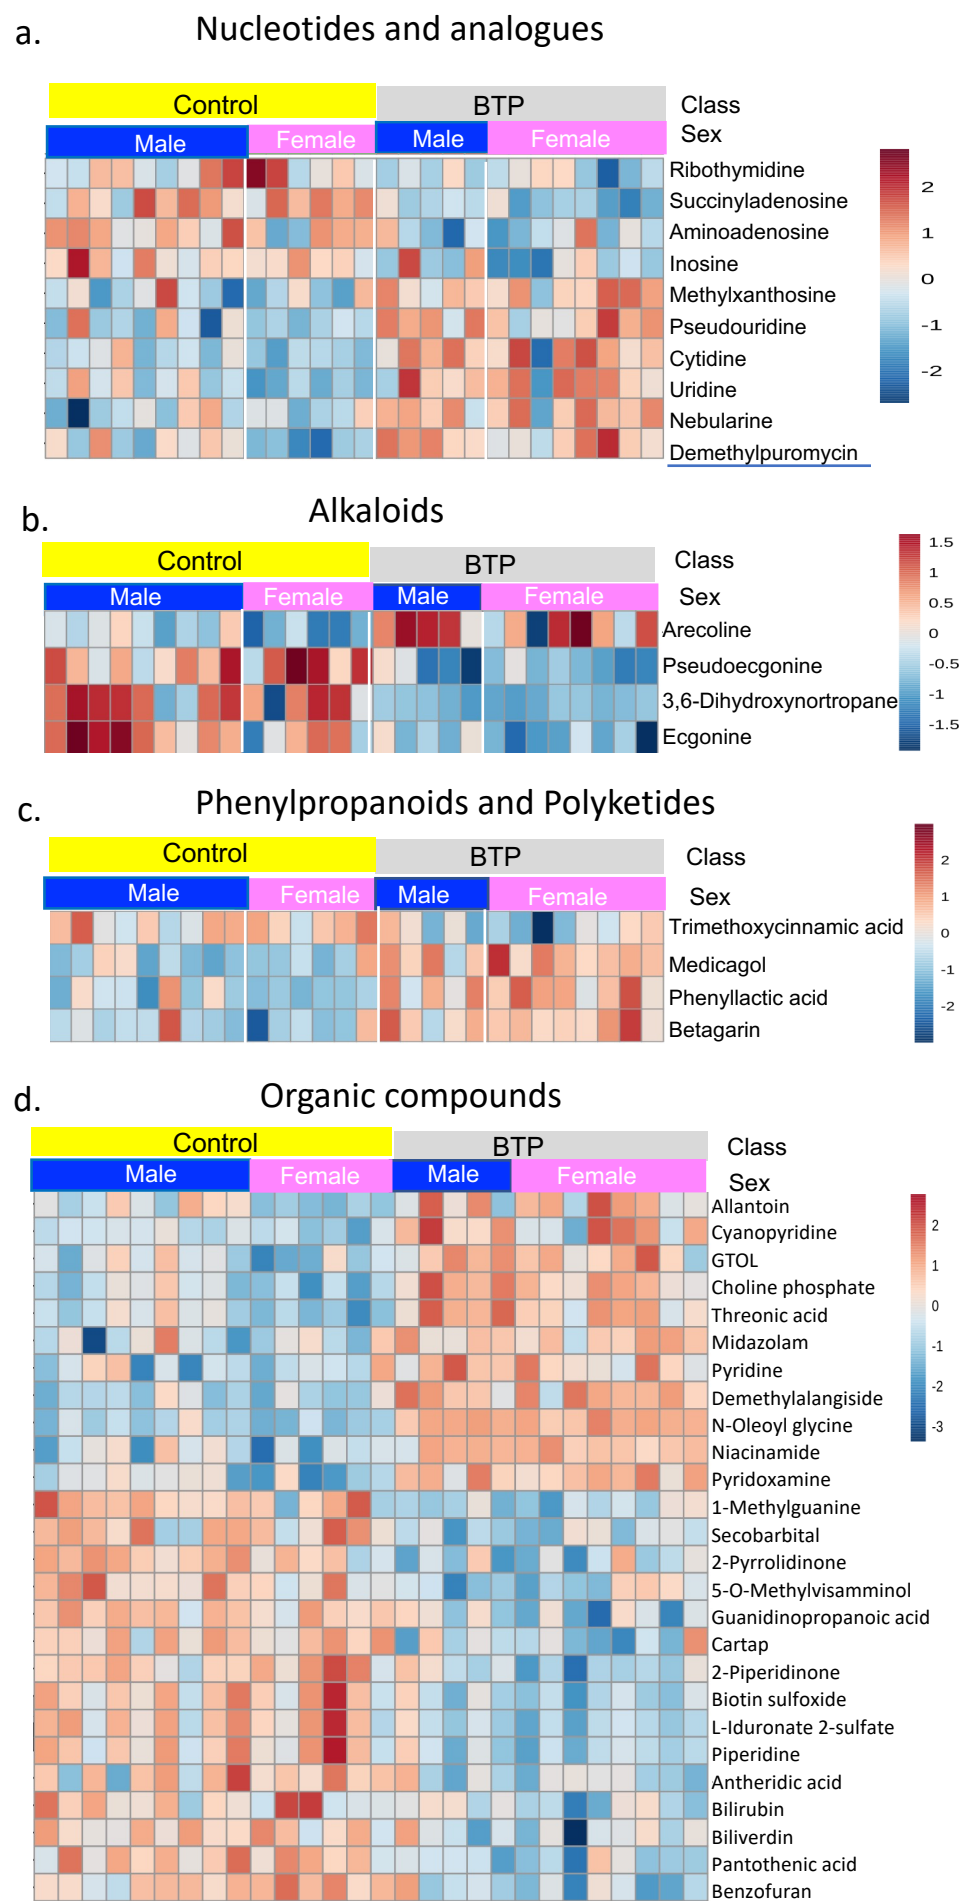 a. Nucleotides and analogues
Control BTP Class
Male Female Male Female Sex
Ribothymidine
Succinyladenosine
Aminoadenosine
Inosine
Methylxanthosine
Pseudouridine
Cytidine
Uridine
Nebularine
Demethylpuromycin
2
1
0
-1
-2
b. Alkaloids
Control BTP Class
Male Female Male Female Sex
Arecoline
Pseudoecgonine
3,6-Dihydroxynortropane
Ecgonine
1.5
1
0.5
0
-0.5
-1
-1.5
c. Phenylpropanoids and Polyketides
Control BTP Class
Male Female Male Female Sex
Trimethoxycinnamic acid
Medicagol
Phenyllactic acid
Betagarin
2
1
0
-1
-2
d. Organic compounds
Control BTP Class
Male Female Male Female Sex
Allantoin
Cyanopyridine
GTOL
Choline phosphate
Threonic acid
Midazolam
Pyridine
Demethylalangiside
N-Oleoyl glycine
Niacinamide
Pyridoxamine
1-Methylguanine
Secobarbital
2-Pyrrolidinone
5-O-Methylvisamminol
Guanidinopropanoic acid
Cartap
2-Piperidinone
Biotin sulfoxide
L-Iduronate 2-sulfate
Piperidine
Antheridic acid
Bilirubin
Biliverdin
Pantothenic acid
Benzofuran
2
1
0
-1
-2
-3